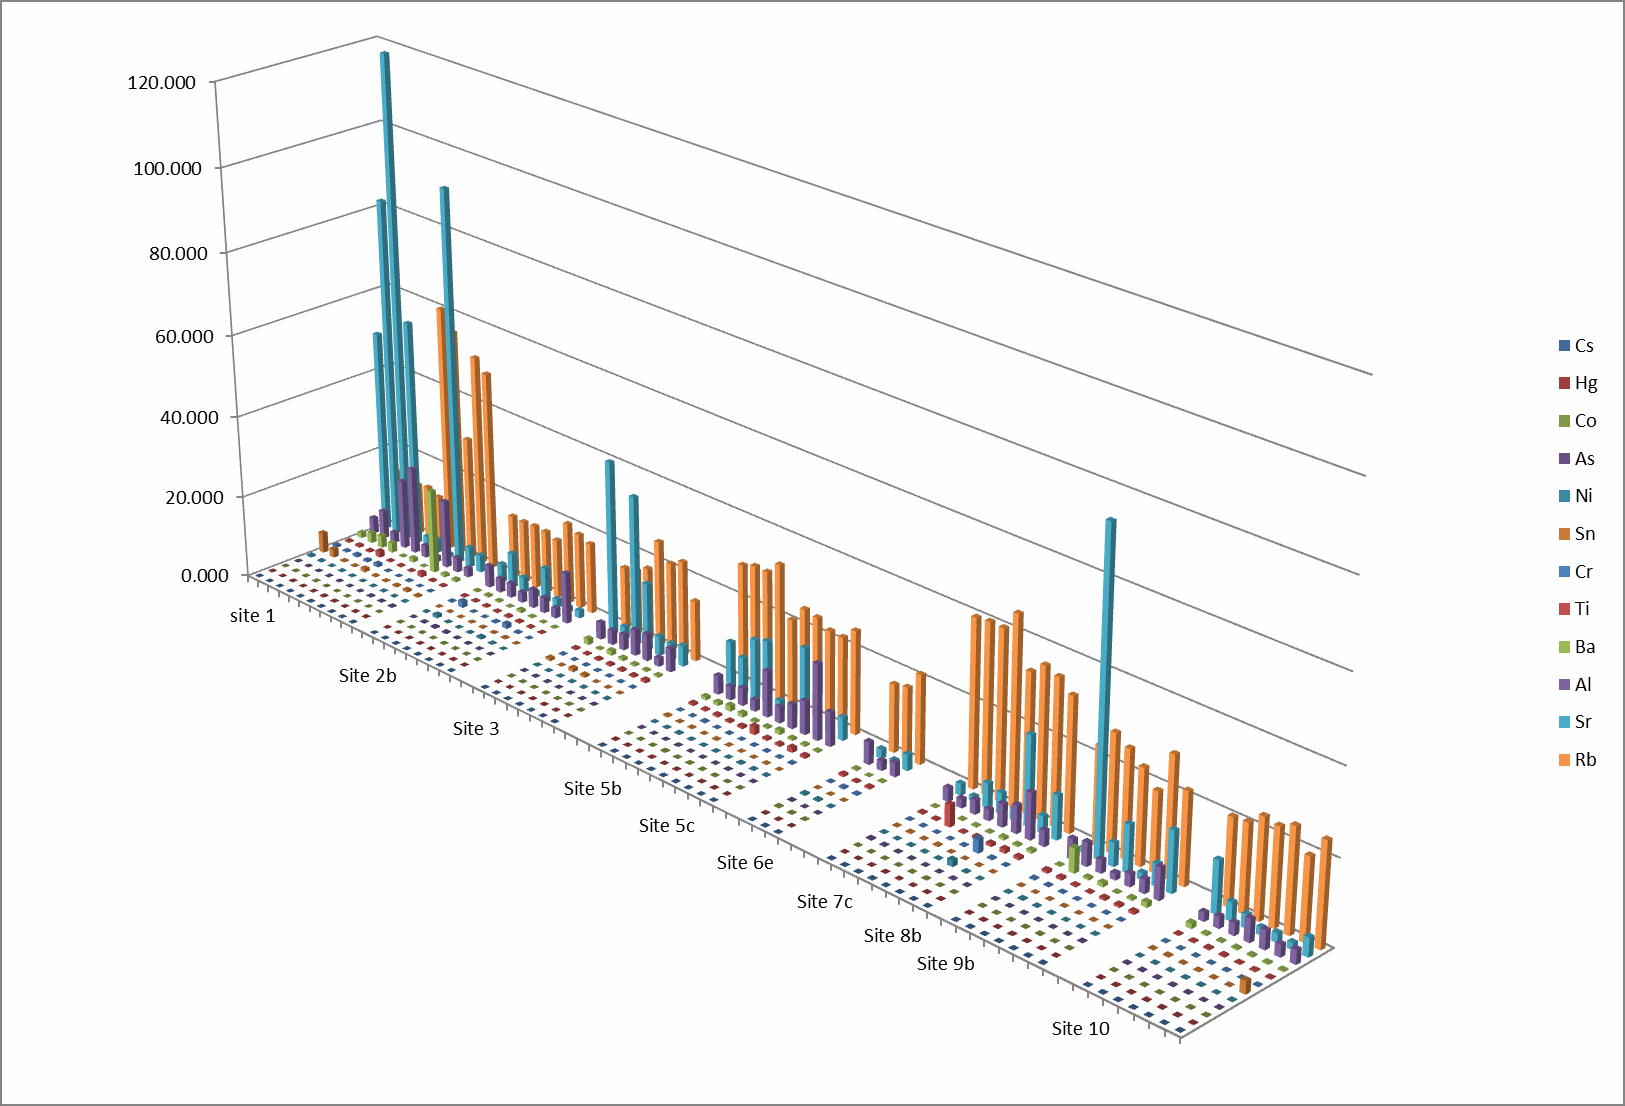 120.000
100.000
80.000
60.000
40.000
20.000
0.000
site 1
Site 2b
Site 3
Site 5b
Site 5c
Site 6e
Site 7c
Site 8b
Site 9b
Site 10
Cs
Hg
Co
As
Ni
Sn
Cr
Ti
Ba
Al
Sr
Rb